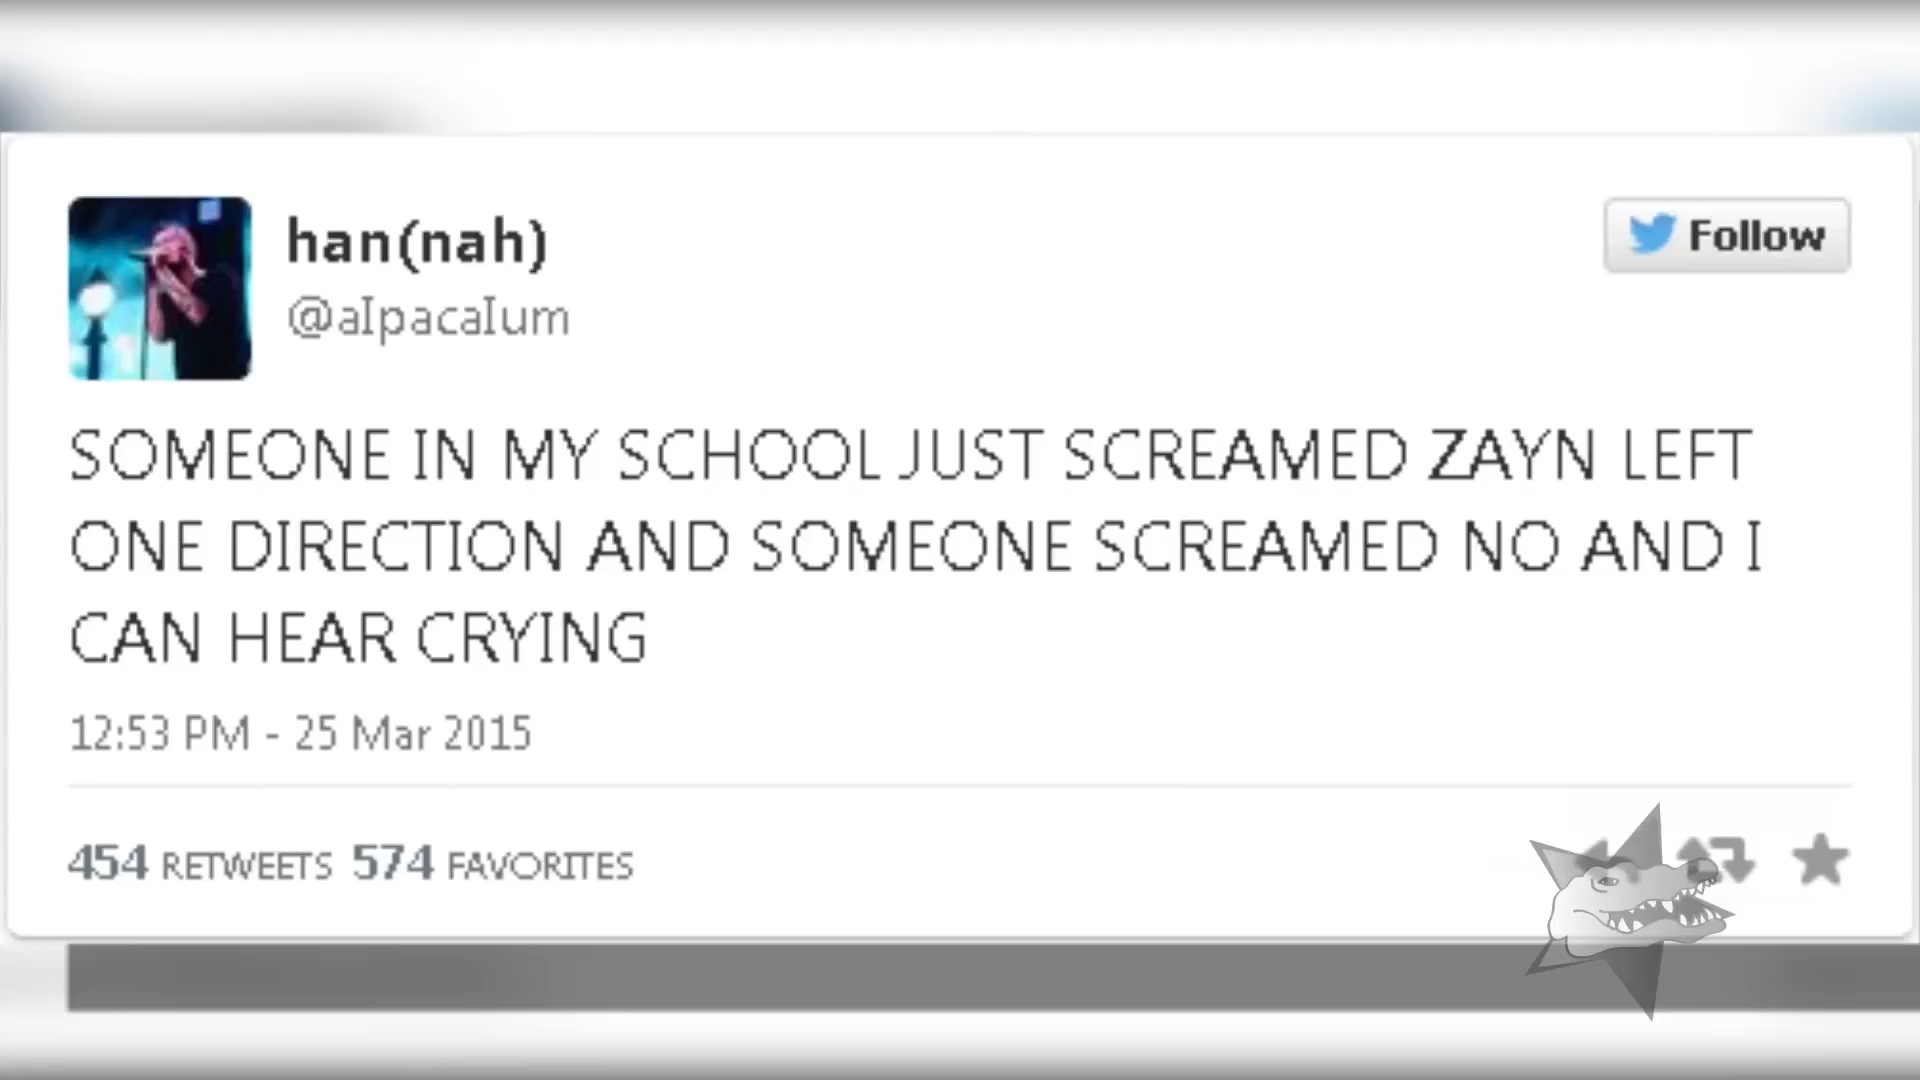 han(nah)
Follow
@aIpacaIum
SOMEONE IN MY SCHOOL JUST SCREAMED ZAYN LEFT
ONE DIRECTION AND SOMEONE SCREAMED NO AND I
CAN HEAR CRYING
12:53 PM - 25 Mar 2015
454 RETWEETS 574 FAVORITES